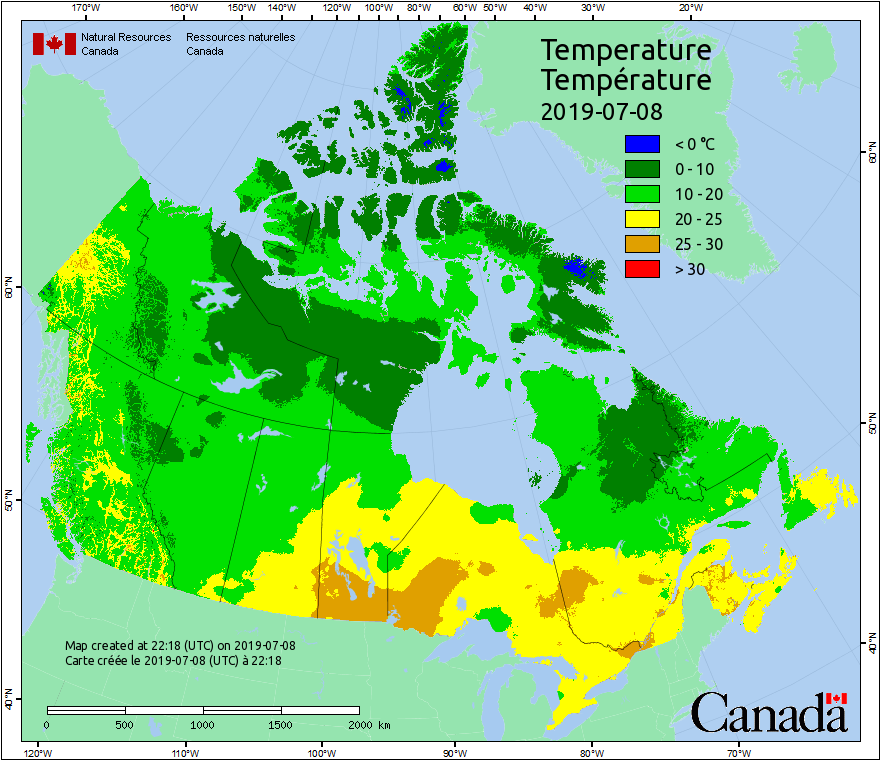 170°W 160°W 150°W 140°W 120°W 100°W 80°W 60°W 50°W 40°W 30°W 20°W
Natural Resources Ressources naturelles
Canada Canada
Temperature
Température
2019-07-08
< 0 °C
0 - 10
10 - 20
20 - 25
25 - 30
> 30
60°N
60°N
50°N
50°N
40°N
40°N
Map created at 22:18 (UTC) on 2019-07-08
Carte créée le 2019-07-08 (UTC) à 22:18
0 500 1000 1500 2000 km
Canada
120°W 110°W 100°W 90°W 80°W 70°W